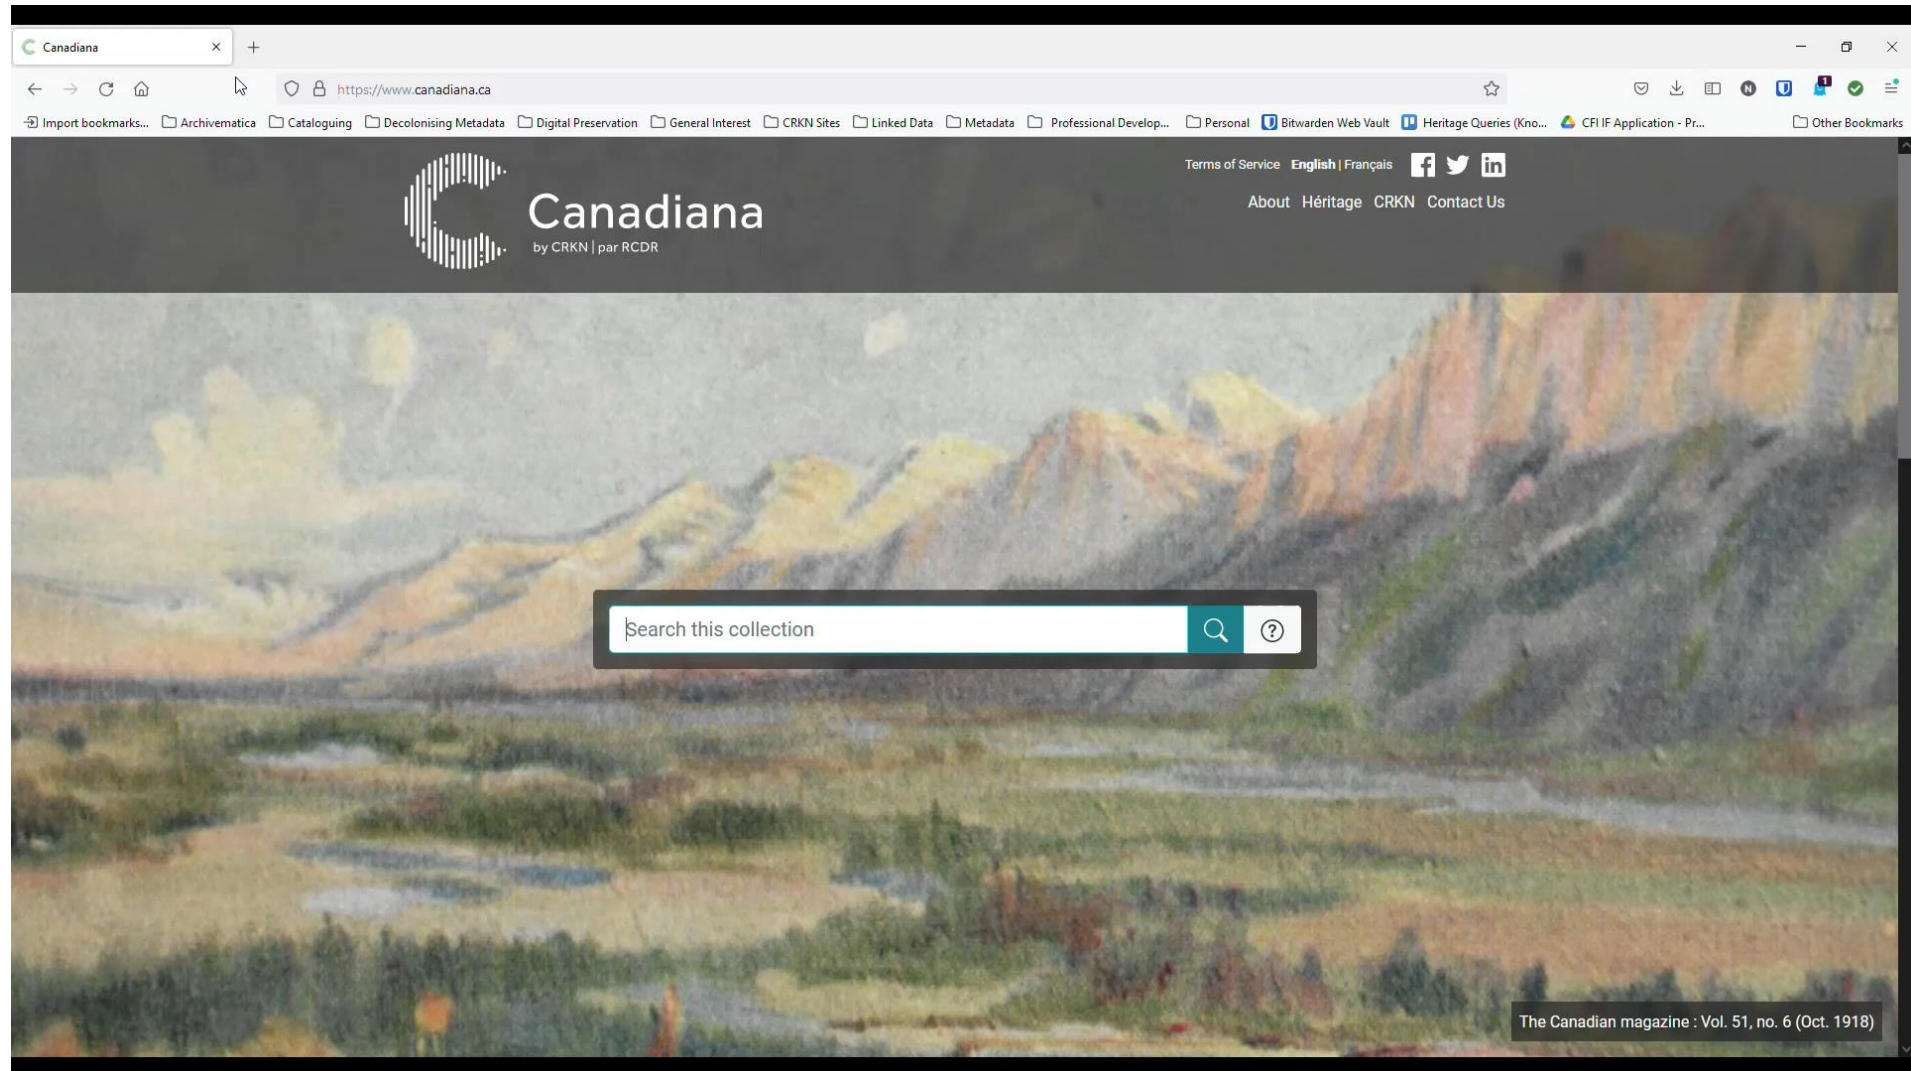 Canadiana
https://www.canadiana.ca
1
Import bookmarks... Archivematica Cataloguing Decolonising Metadata Digital Preservation General Interest CRKN Sites Linked Data Metadata Professional Develop... Personal Bitwarden Web Vault Heritage Queries (Kno... CFI IF Application - Pr... Other Bookmarks
Terms of Service English | Français
About Héritage CRKN Contact Us
Canadiana
by CRKN | par RCDR
Search this collection
The Canadian magazine : Vol. 51, no. 6 (Oct. 1918)